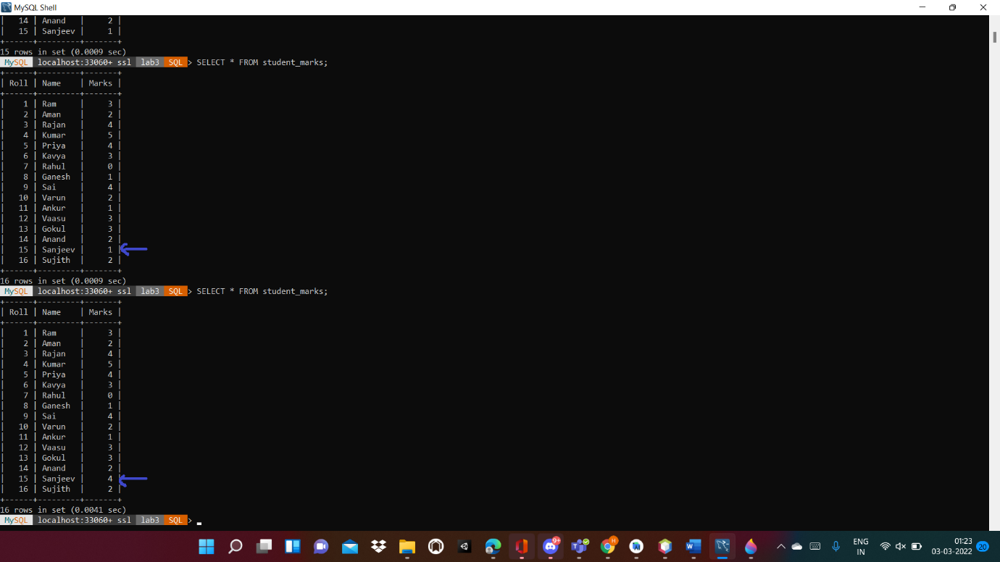 MySQL Shell
| 14 | Anand | 2 |
| 15 | Sanjeev | 1 |
+------+---------+-------+
15 rows in set (0.0009 sec)
MySQL localhost:33060+ ssl lab3 SQL > SELECT * FROM student_marks;
+------+---------+-------+
| Roll | Name | Marks |
+------+---------+-------+
| 1 | Ram | 3 |
| 2 | Aman | 2 |
| 3 | Rajan | 4 |
| 4 | Kumar | 5 |
| 5 | Priya | 4 |
| 6 | Kavya | 3 |
| 7 | Rahul | 0 |
| 8 | Ganesh | 1 |
| 9 | Sai | 4 |
| 10 | Varun | 2 |
| 11 | Ankur | 1 |
| 12 | Vaasu | 3 |
| 13 | Gokul | 3 |
| 14 | Anand | 2 |
| 15 | Sanjeev | 1 |
| 16 | Sujith | 2 |
+------+---------+-------+
16 rows in set (0.0009 sec)
MySQL localhost:33060+ ssl lab3 SQL > SELECT * FROM student_marks;
+------+---------+-------+
| Roll | Name | Marks |
+------+---------+-------+
| 1 | Ram | 3 |
| 2 | Aman | 2 |
| 3 | Rajan | 4 |
| 4 | Kumar | 5 |
| 5 | Priya | 4 |
| 6 | Kavya | 3 |
| 7 | Rahul | 0 |
| 8 | Ganesh | 1 |
| 9 | Sai | 4 |
| 10 | Varun | 2 |
| 11 | Ankur | 1 |
| 12 | Vaasu | 3 |
| 13 | Gokul | 3 |
| 14 | Anand | 2 |
| 15 | Sanjeev | 4 |
| 16 | Sujith | 2 |
+------+---------+-------+
16 rows in set (0.0041 sec)
MySQL localhost:33060+ ssl lab3 SQL >
9+
H
ENG
IN
01:23
03-03-2022
20